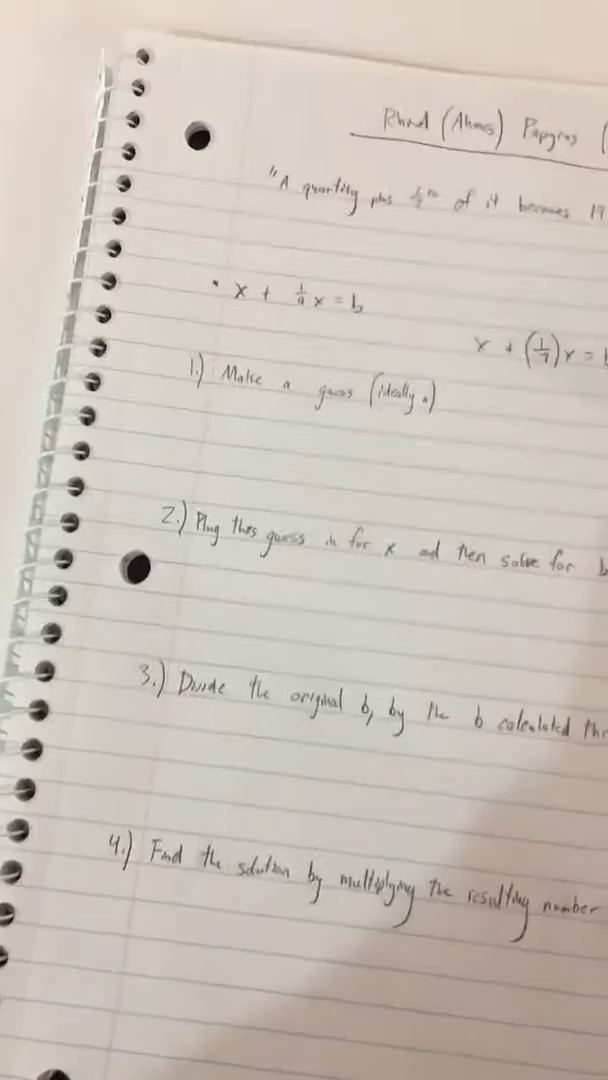 Rhind (Ahmes) Papyrus (
"A quantity plus 1/7th of it becomes 19
• x + 1/a x = b
x + (1/7)x = b
1.) Make a guess (ideally a)
2.) Plug this guess in for x and then solve for b
3.) Divide the original b, by the b calculated thr
4.) Find the solution by multiplying the resulting number